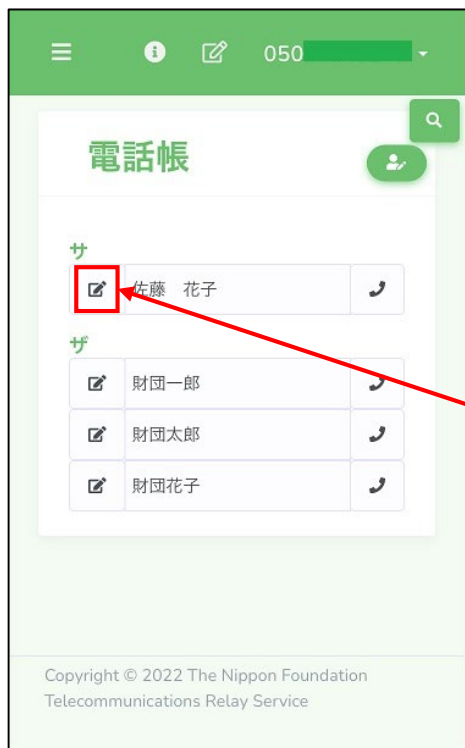 050
電話帳
サ
佐藤　花子
ザ
財団一郎
財団太郎
財団花子
Copyright © 2022 The Nippon Foundation
Telecommunications Relay Service